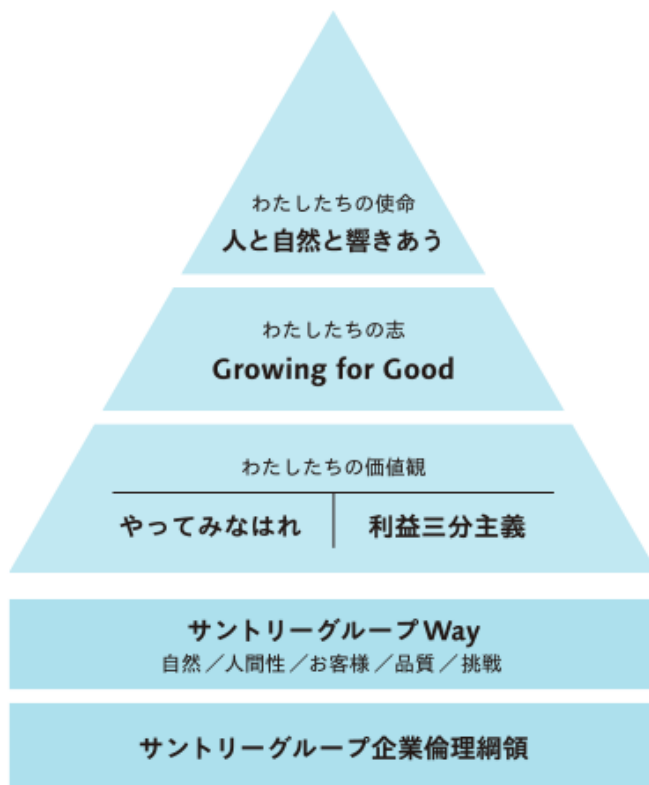 わたしたちの使命
人と自然と響きあう
わたしたちの志
Growing for Good
わたしたちの価値観
やってみなはれ
利益三分主義
サントリーグループWay
自然／人間性／お客様／品質／挑戦
サントリーグループ企業倫理綱領